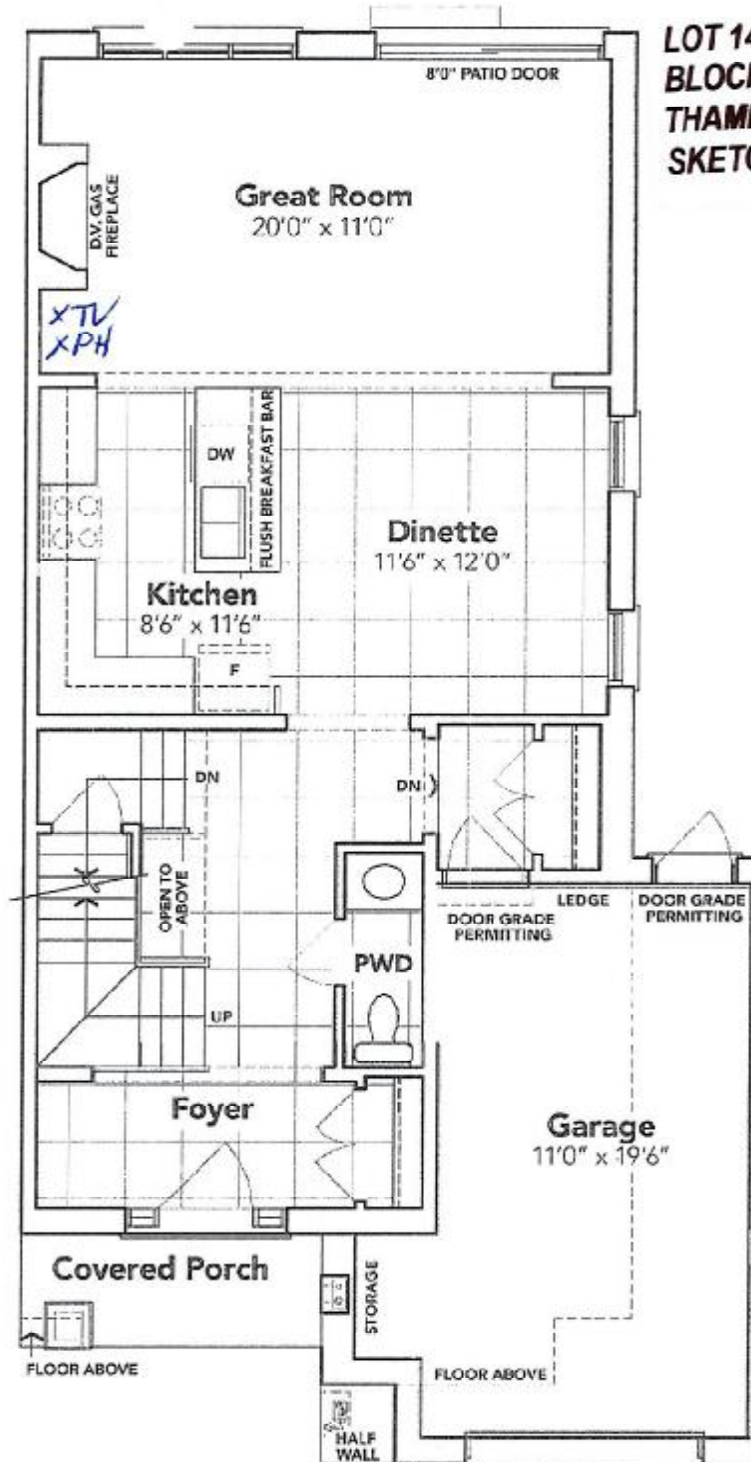 LOT 14
BLOC
THAM
SKETC
8'0" PATIO DOOR
Great Room
20'0" x 11'0"
D.V. GAS
FIREPLACE
XTV
XPH
DW
FLUSH BREAKFAST BAR
Dinette
11'6" x 12'0"
Kitchen
8'6" x 11'6"
F
DN
DN
OPEN TO
ABOVE
LEDGE
DOOR GRADE
PERMITTING
DOOR GRADE
PERMITTING
PWD
UP
Foyer
Garage
11'0" x 19'6"
Covered Porch
STORAGE
FLOOR ABOVE
FLOOR ABOVE
HALF
WALL